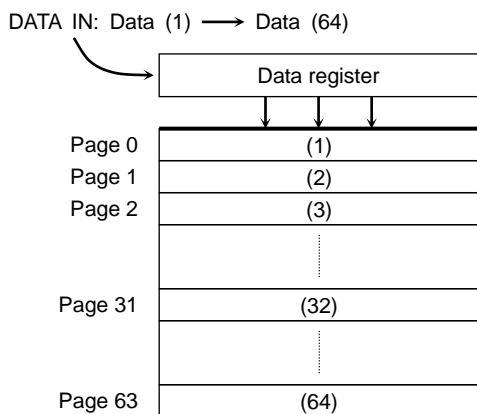 DATA IN: Data (1) → Data (64)
Data register
Page 0 (1)
Page 1 (2)
Page 2 (3)
Page 31 (32)
Page 63 (64)